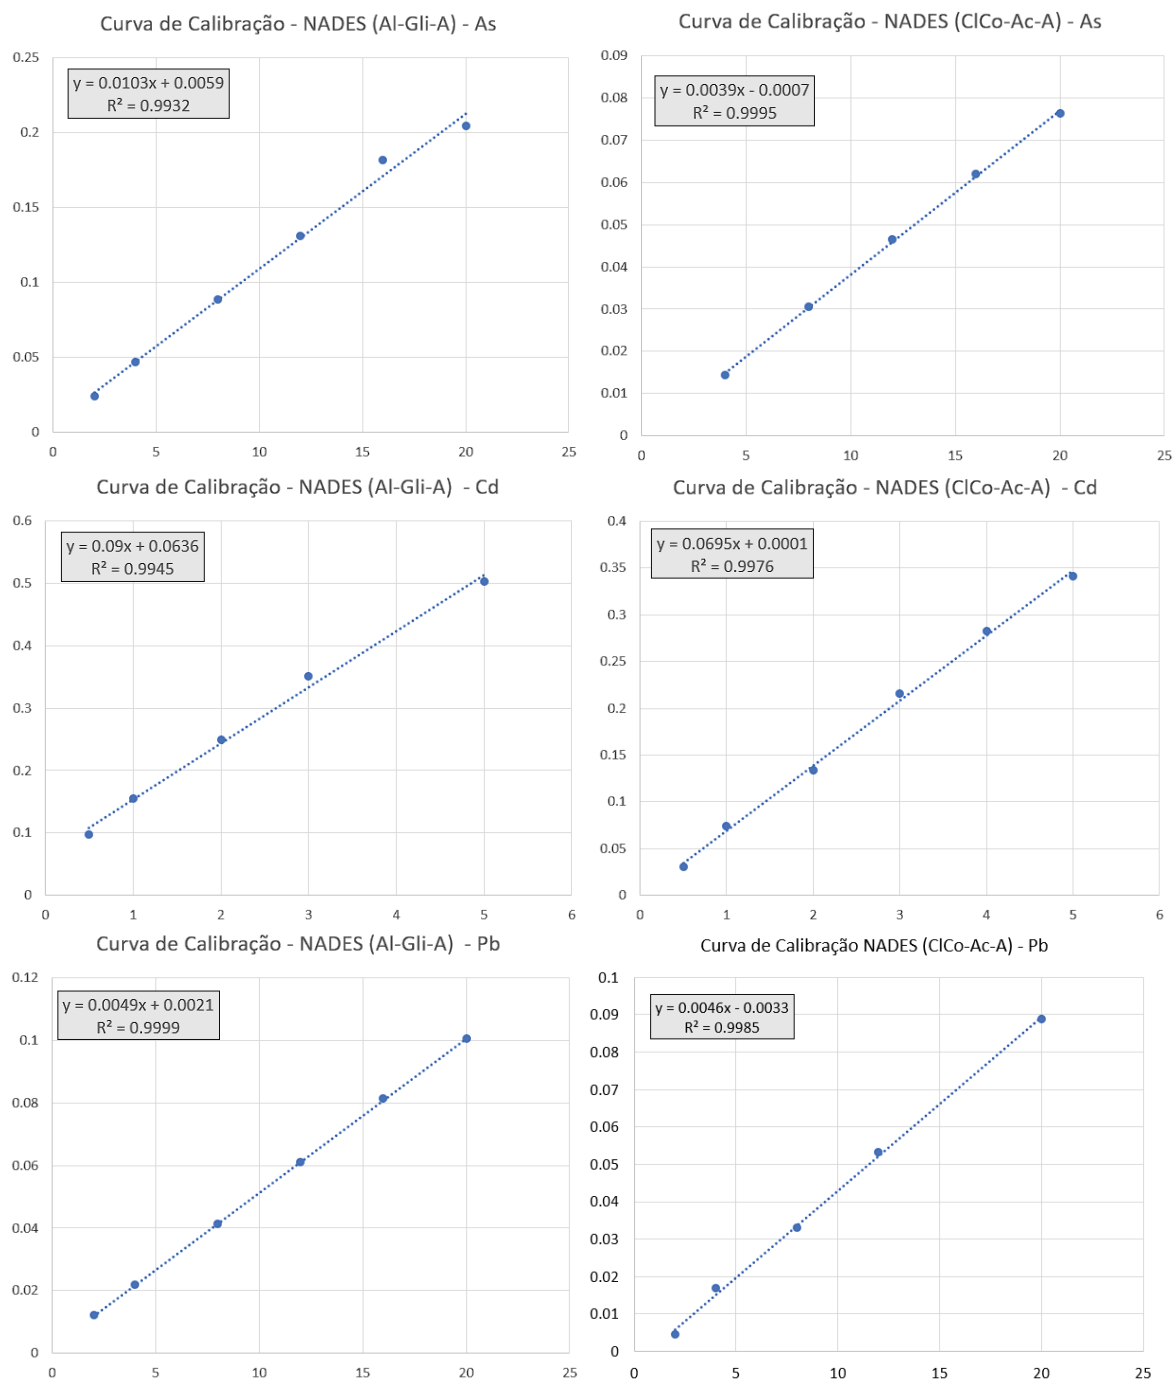 Curva de Calibração - NADES (Al-Gli-A) - As
y = 0.0103x + 0.0059
R² = 0.9932
0.25
0.2
0.15
0.1
0.05
0
0 5 10 15 20 25
Curva de Calibração - NADES (ClCo-Ac-A) - As
y = 0.0039x - 0.0007
R² = 0.9995
0.09
0.08
0.07
0.06
0.05
0.04
0.03
0.02
0.01
0
0 5 10 15 20 25
Curva de Calibração - NADES (Al-Gli-A) - Cd
y = 0.09x + 0.0636
R² = 0.9945
0.6
0.5
0.4
0.3
0.2
0.1
0
0 1 2 3 4 5 6
Curva de Calibração - NADES (ClCo-Ac-A) - Cd
y = 0.0695x + 0.0001
R² = 0.9976
0.4
0.35
0.3
0.25
0.2
0.15
0.1
0.05
0
0 1 2 3 4 5 6
Curva de Calibração - NADES (Al-Gli-A) - Pb
y = 0.0049x + 0.0021
R² = 0.9999
0.12
0.1
0.08
0.06
0.04
0.02
0
0 5 10 15 20 25
Curva de Calibração NADES (ClCo-Ac-A) - Pb
y = 0.0046x - 0.0033
R² = 0.9985
0.1
0.09
0.08
0.07
0.06
0.05
0.04
0.03
0.02
0.01
0
0 5 10 15 20 25